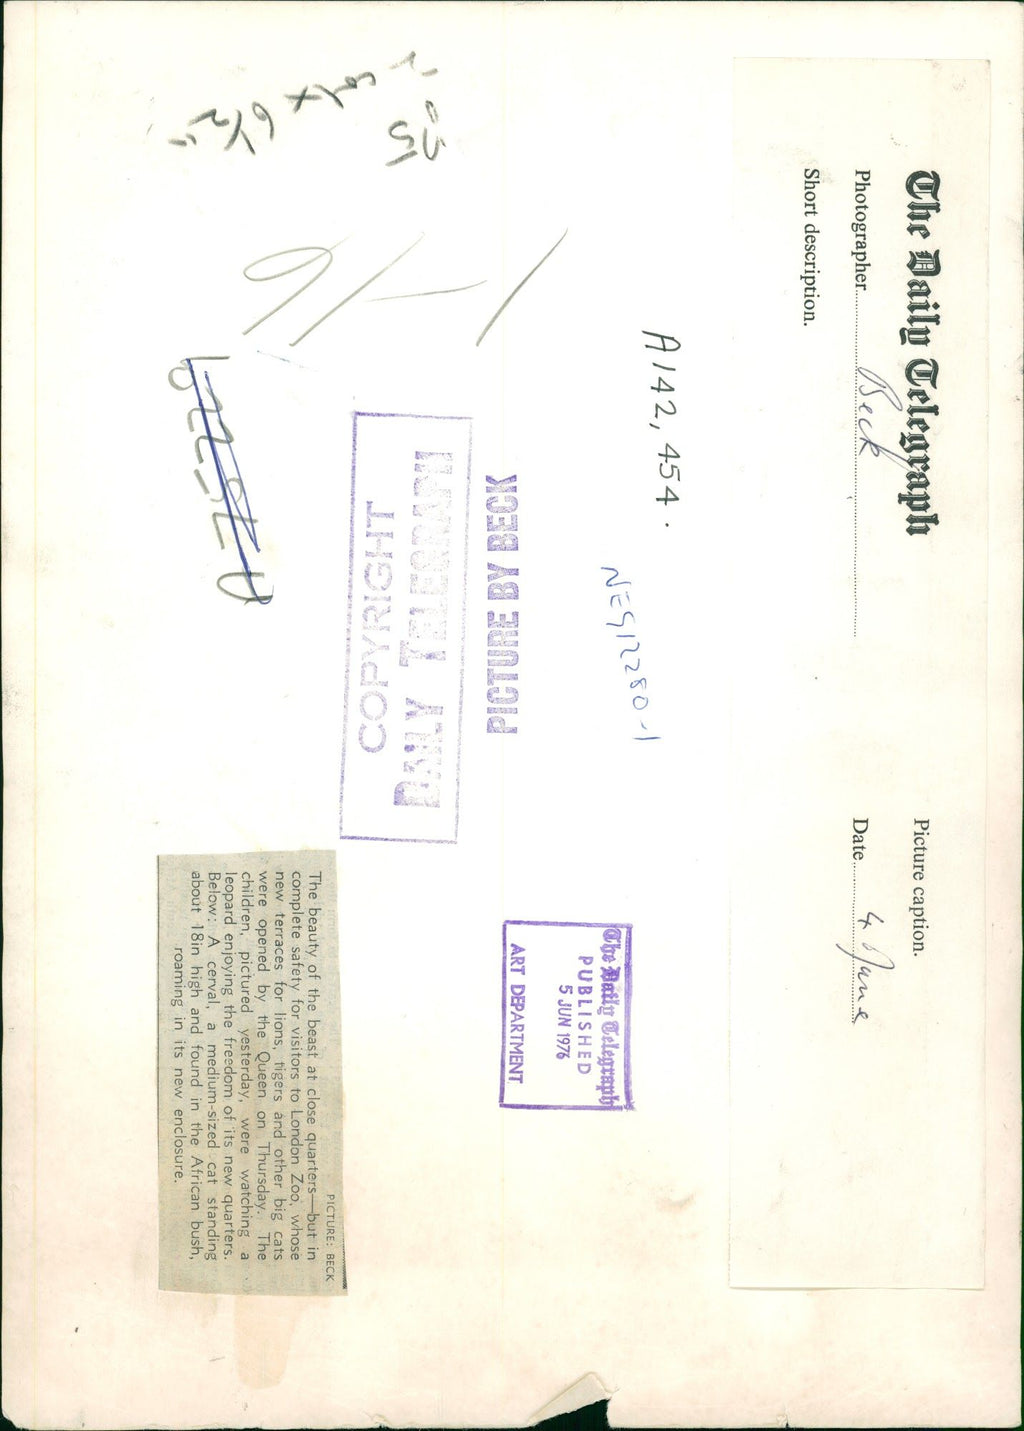 The Daily Telegraph
Picture caption.
Photographer Beck
Date 4 June
Short description.
A142,454.
NEG12280-1
PICTURE BY BECK
DAILY TELEGRAPH
COPYRIGHT
The Daily Telegraph
PUBLISHED
5 JUN 1976
ART DEPARTMENT
6½"
PICTURE: BECK
The beauty of the beast at close quarters—but in
complete safety for visitors to London Zoo, whose
new terraces for lions, tigers and other big cats
were opened by the Queen on Thursday. The
children, pictured yesterday, were watching a
leopard enjoying the freedom of its new quarters.
Below: A cerval, a medium-sized cat standing
about 18in high and found in the African bush,
roaming in its new enclosure.